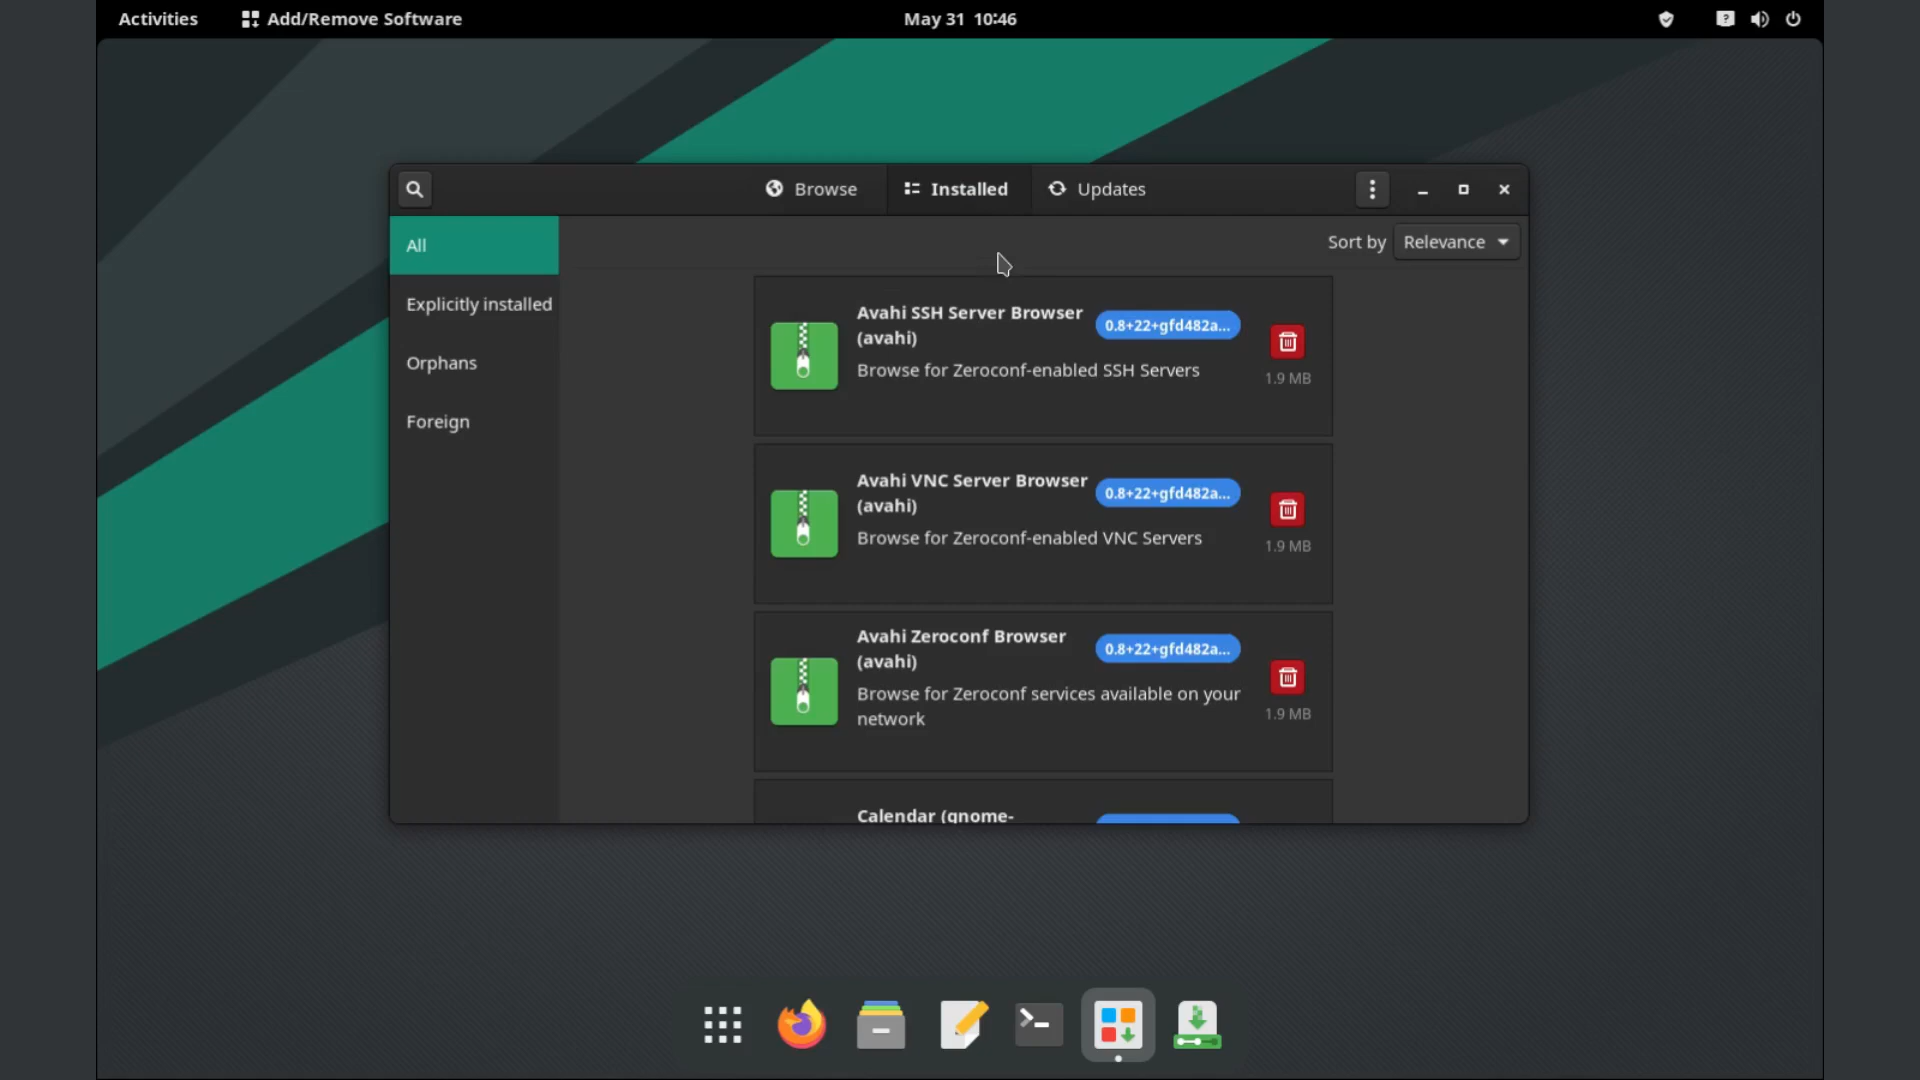 Activities
Add/Remove Software
May 31 10:46
Browse
Installed
Updates
All
Explicitly installed
Orphans
Foreign
Sort by
Relevance
Avahi SSH Server Browser
(avahi)
0.8+22+gfd482a...
Browse for Zeroconf-enabled SSH Servers
1.9 MB
Avahi VNC Server Browser
(avahi)
0.8+22+gfd482a...
Browse for Zeroconf-enabled VNC Servers
1.9 MB
Avahi Zeroconf Browser
(avahi)
0.8+22+gfd482a...
Browse for Zeroconf services available on your
network
1.9 MB
Calendar (gnome-